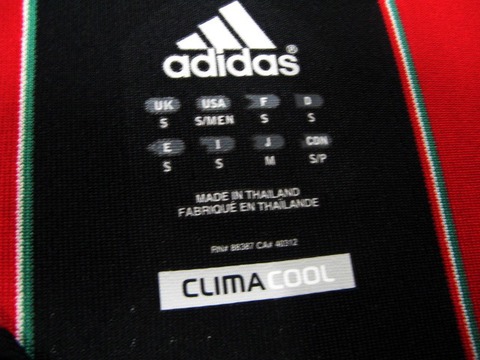 adidas®
UK USA F D
S S/MEN S S
E I J CDN
S S M S/P
MADE IN THAILAND
FABRIQUÉ EN THAÏLANDE
RN# 88387 CA# 40312
CLIMACOOL